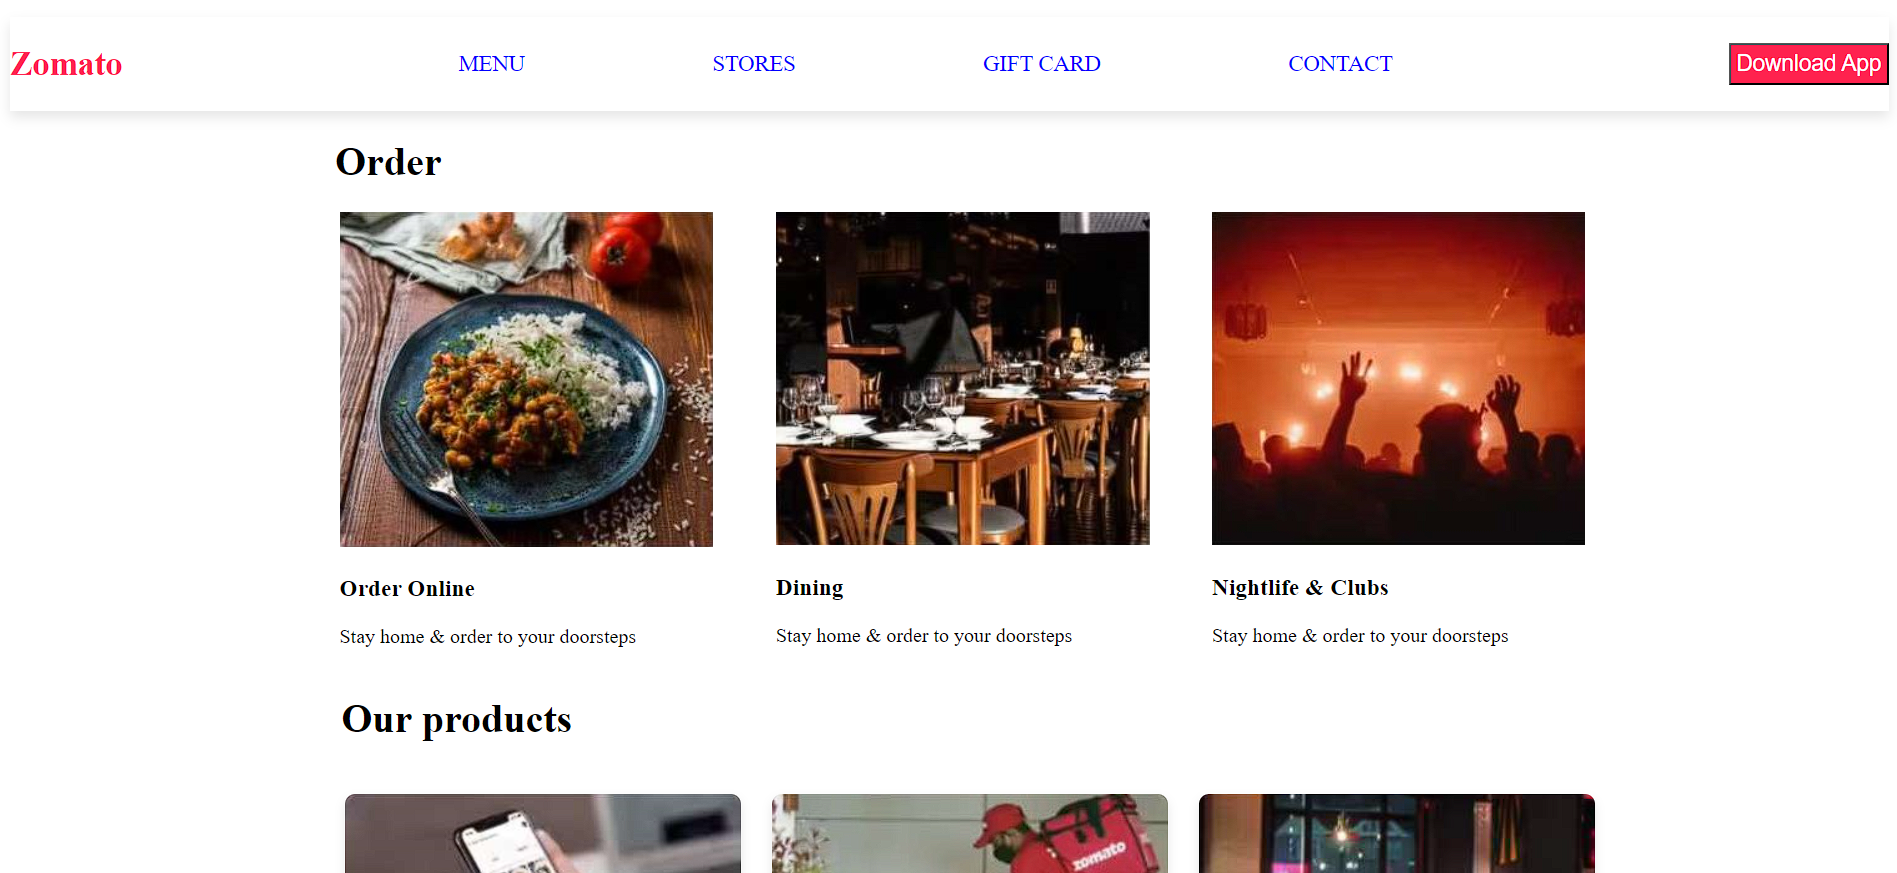 Zomato
MENU
STORES
GIFT CARD
CONTACT
Download App
Order
Order Online
Stay home & order to your doorsteps
Dining
Stay home & order to your doorsteps
Nightlife & Clubs
Stay home & order to your doorsteps
Our products
zomato